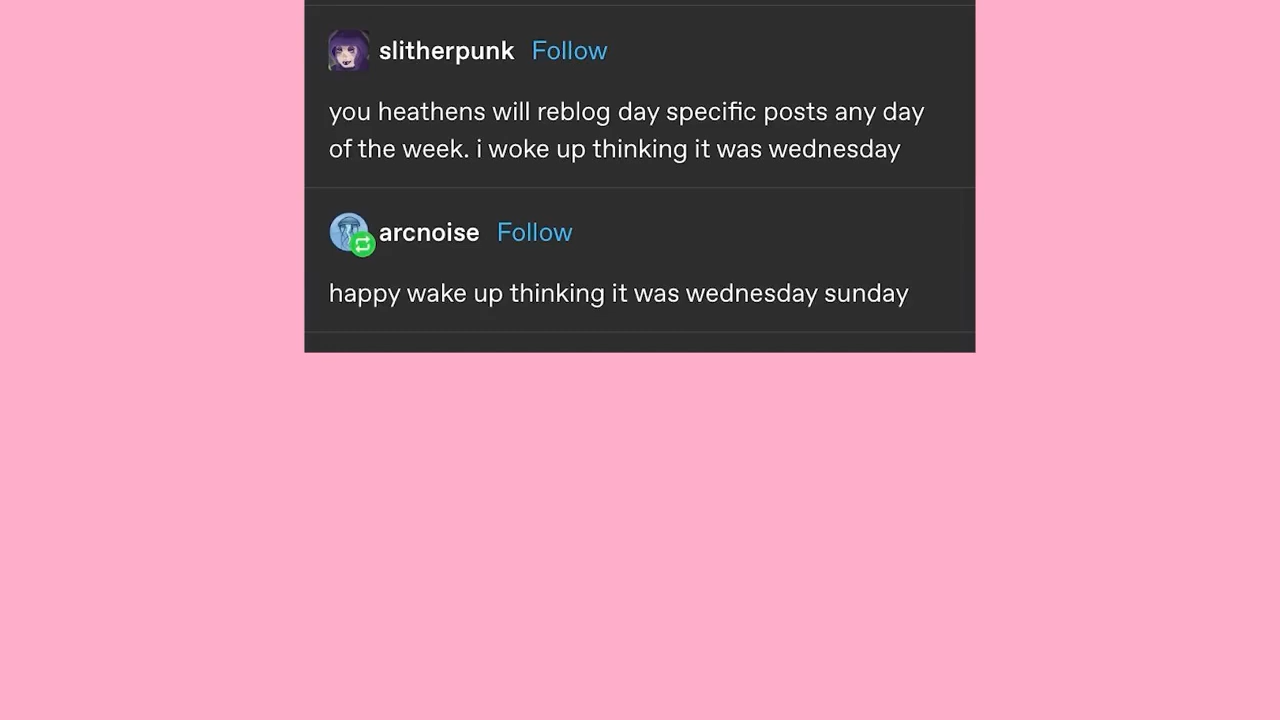 slitherpunk Follow
you heathens will reblog day specific posts any day
of the week. i woke up thinking it was wednesday
arcnoise Follow
happy wake up thinking it was wednesday sunday